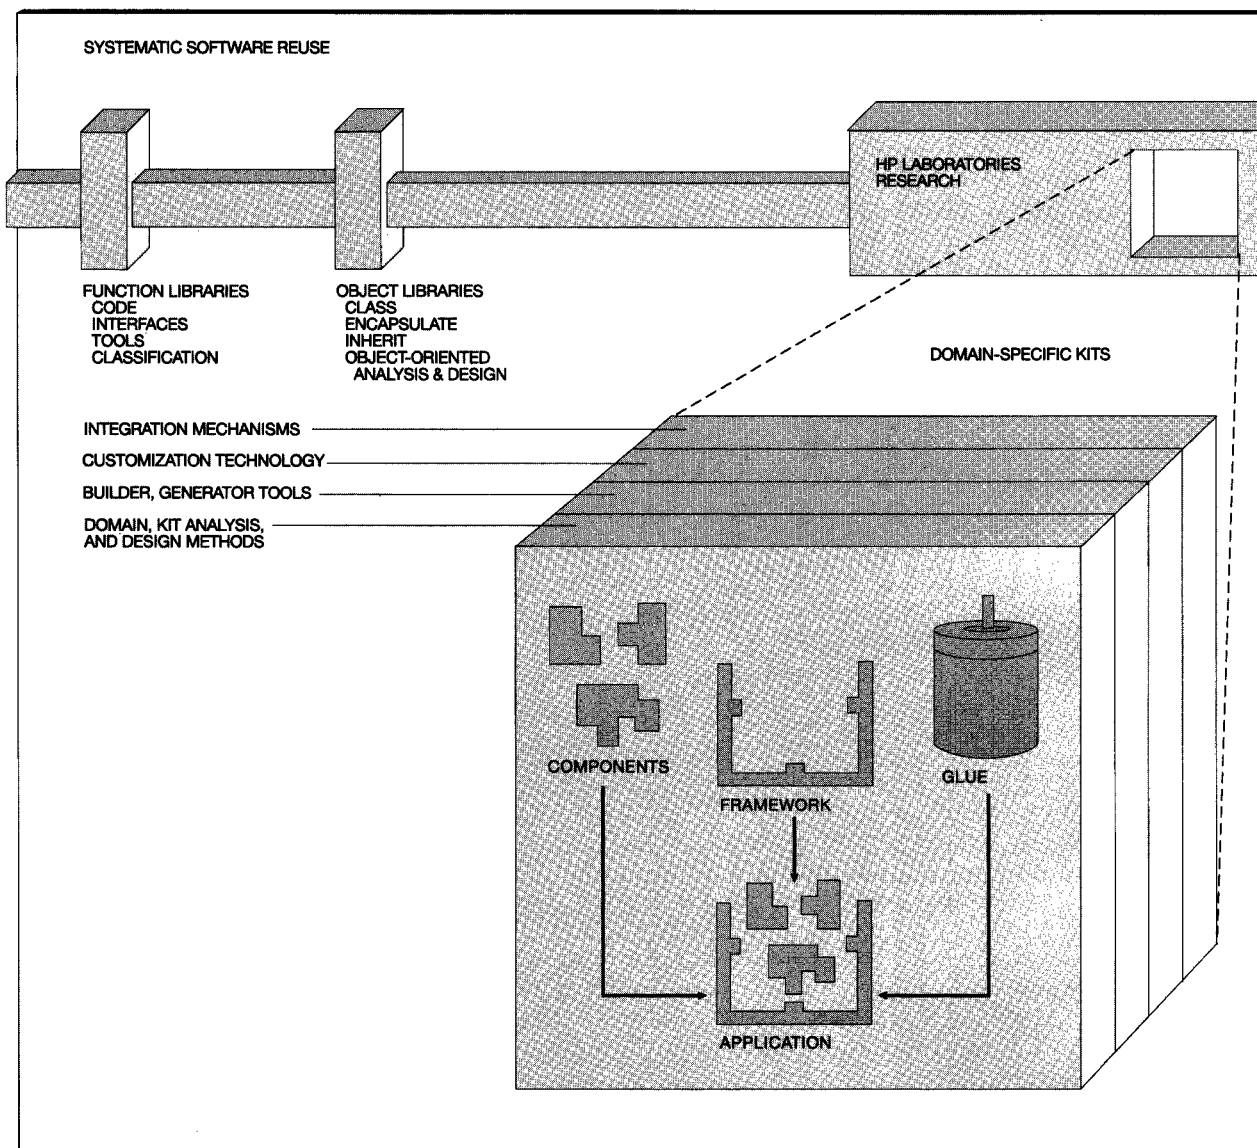 SYSTEMATIC SOFTWARE REUSE
HP LABORATORIES
RESEARCH
FUNCTION LIBRARIES
CODE
INTERFACES
TOOLS
CLASSIFICATION
OBJECT LIBRARIES
CLASS
ENCAPSULATE
INHERIT
OBJECT-ORIENTED
ANALYSIS & DESIGN
DOMAIN-SPECIFIC KITS
INTEGRATION MECHANISMS
CUSTOMIZATION TECHNOLOGY
BUILDER, GENERATOR TOOLS
DOMAIN, KIT ANALYSIS,
AND DESIGN METHODS
COMPONENTS
FRAMEWORK
GLUE
APPLICATION